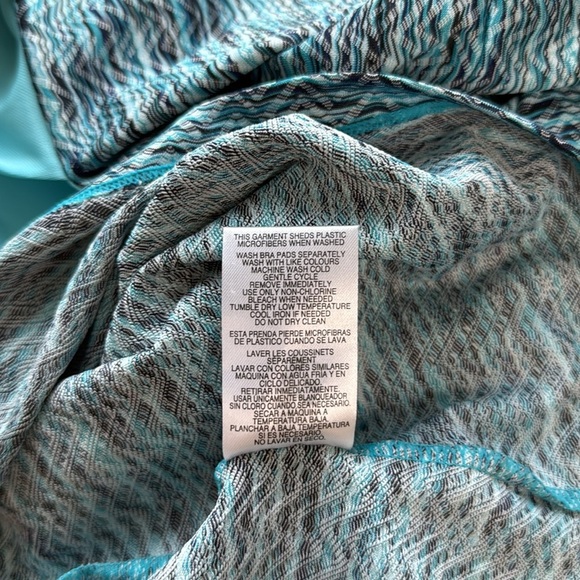 THIS GARMENT SHEDS PLASTIC
MICROFIBERS WHEN WASHED
WASH BRA PADS SEPARATELY
WASH WITH LIKE COLOURS
MACHINE WASH COLD
GENTLE CYCLE
REMOVE IMMEDIATELY
USE ONLY NON-CHLORINE
BLEACH WHEN NEEDED
TUMBLE DRY LOW TEMPERATURE
COOL IRON IF NEEDED
DO NOT DRY CLEAN
ESTA PRENDA PIERDE MICROFIBRAS
DE PLASTICO CUANDO SE LAVA
LAVER LES COUSSINETS
SÉPARÉMENT
LAVAR CON COLORES SIMILARES
MAQUINA CON AGUA FRIA Y EN
CICLO DELICADO.
RETIRAR INMEDIATAMENTE.
USAR UNICAMENTE BLANQUEADOR
SIN CLORO CUANDO SEA NECESARIO.
SECAR A MAQUINA A
TEMPERATURA BAJA.
PLANCHAR A BAJA TEMPERATURA
SI ES NECESARIO.
NO LAVAR EN SECO.